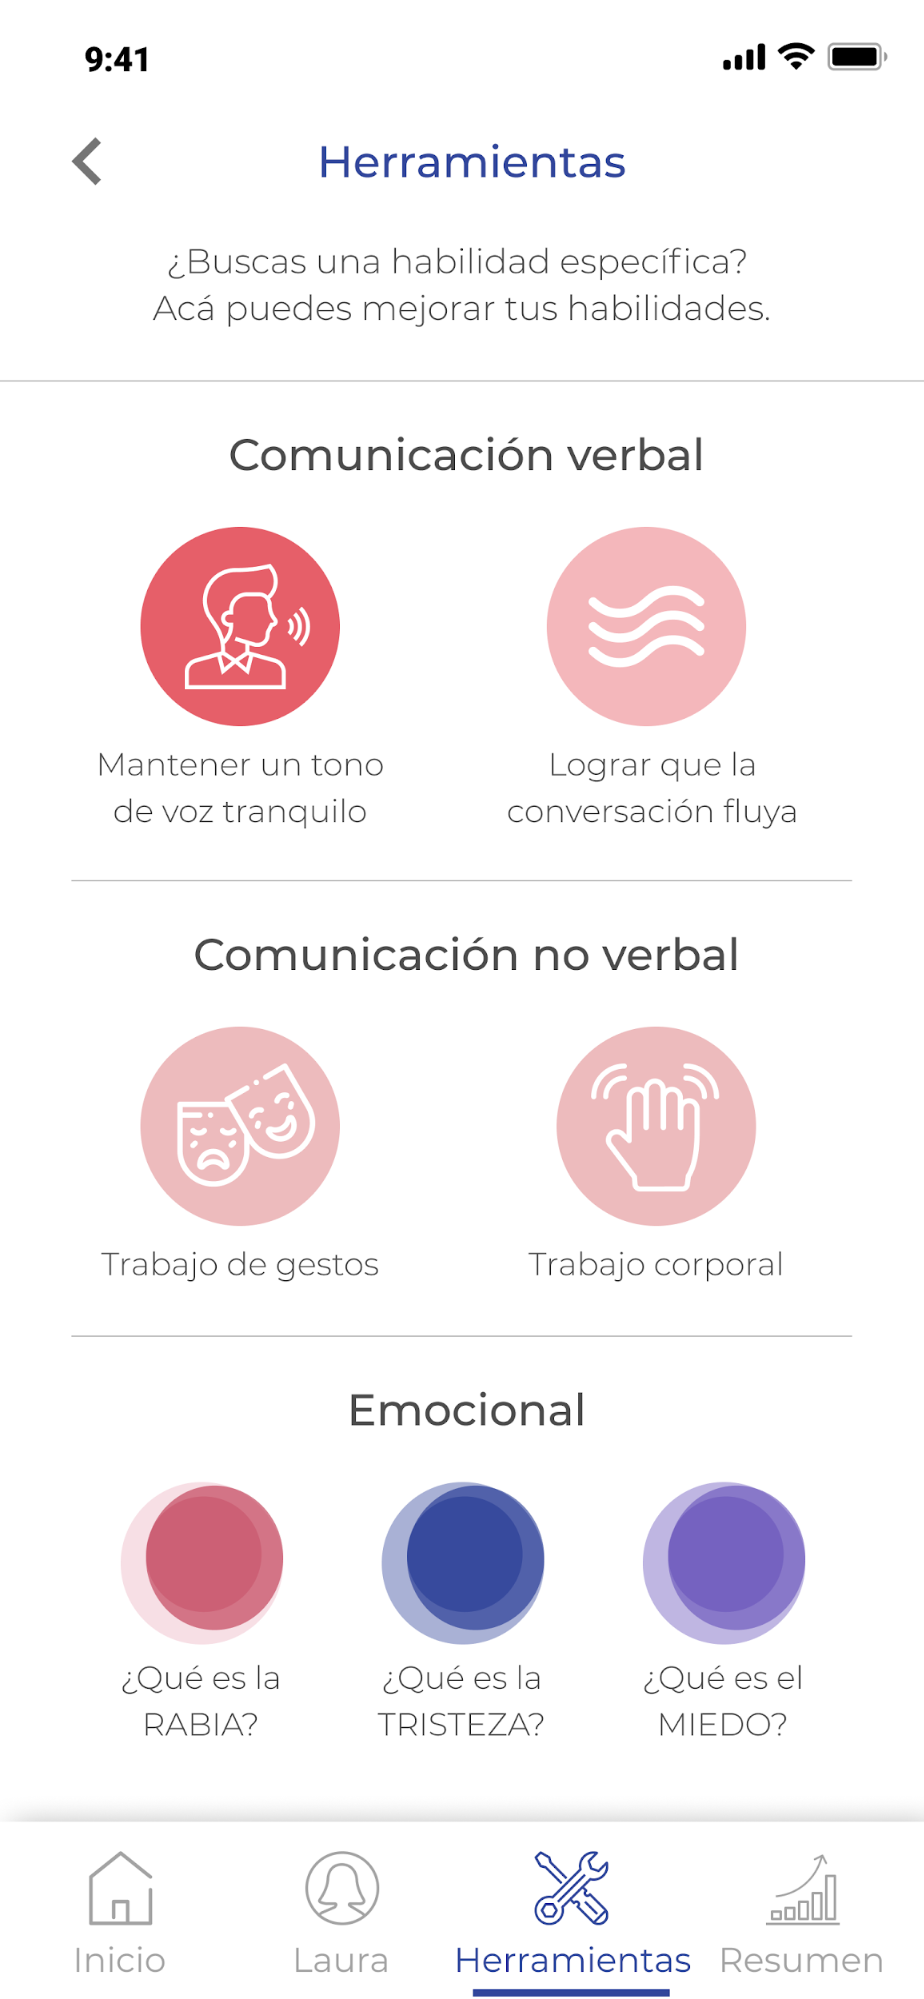 9:41
Herramientas
¿Buscas una habilidad específica?
Acá puedes mejorar tus habilidades.
Comunicación verbal
Mantener un tono
de voz tranquilo
Lograr que la
conversación fluya
Comunicación no verbal
Trabajo de gestos
Trabajo corporal
Emocional
¿Qué es la
RABIA?
¿Qué es la
TRISTEZA?
¿Qué es el
MIEDO?
Inicio
Laura
Herramientas
Resumen